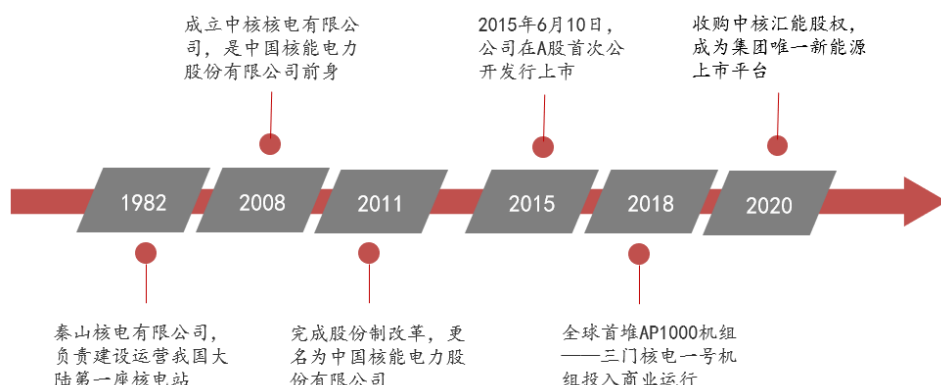 成立中核核电有限公
司，是中国核能电力
股份有限公司前身
2015年6月10日，
公司在A股首次公
开发行上市
收购中核汇能股权，
成为集团唯一新能源
上市平台
1982
2008
2011
2015
2018
2020
秦山核电有限公司，
负责建设运营我国大
陆第一座核电站
完成股份制改革，更
名为中国核能电力股
份有限公司
全球首堆AP1000机组
——三门核电一号机
组投入商业运行